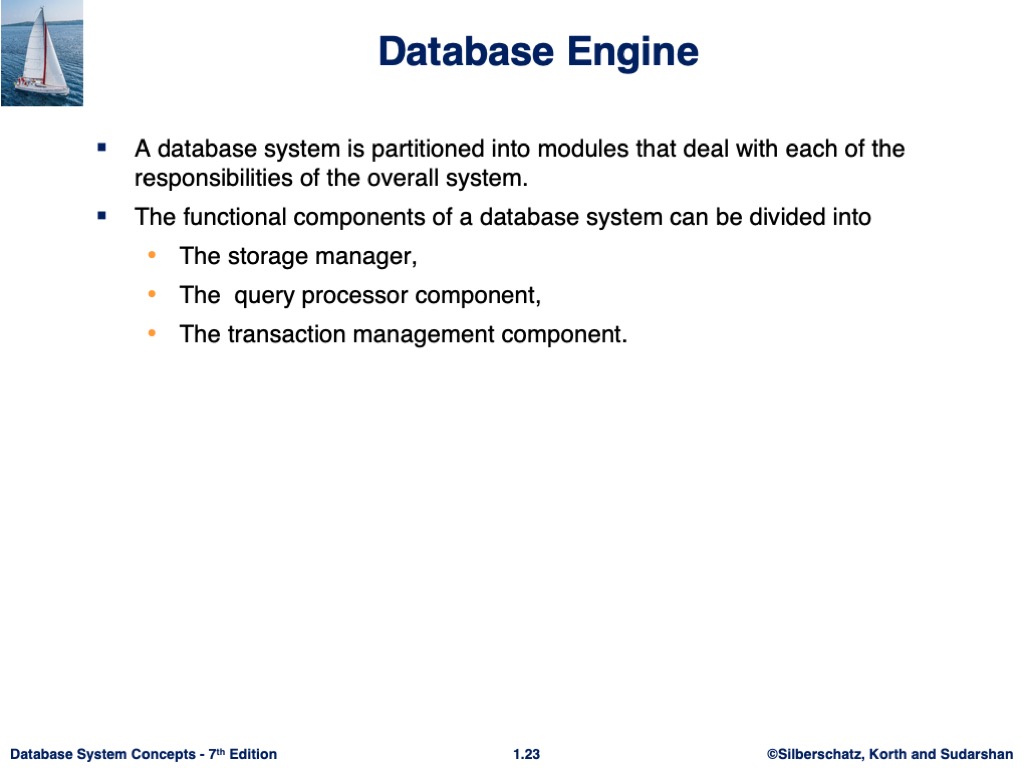 Database Engine
▪ A database system is partitioned into modules that deal with each of the
responsibilities of the overall system.
▪ The functional components of a database system can be divided into
• The storage manager,
• The  query processor component,
• The transaction management component.
Database System Concepts - 7th Edition
1.23
©Silberschatz, Korth and Sudarshan